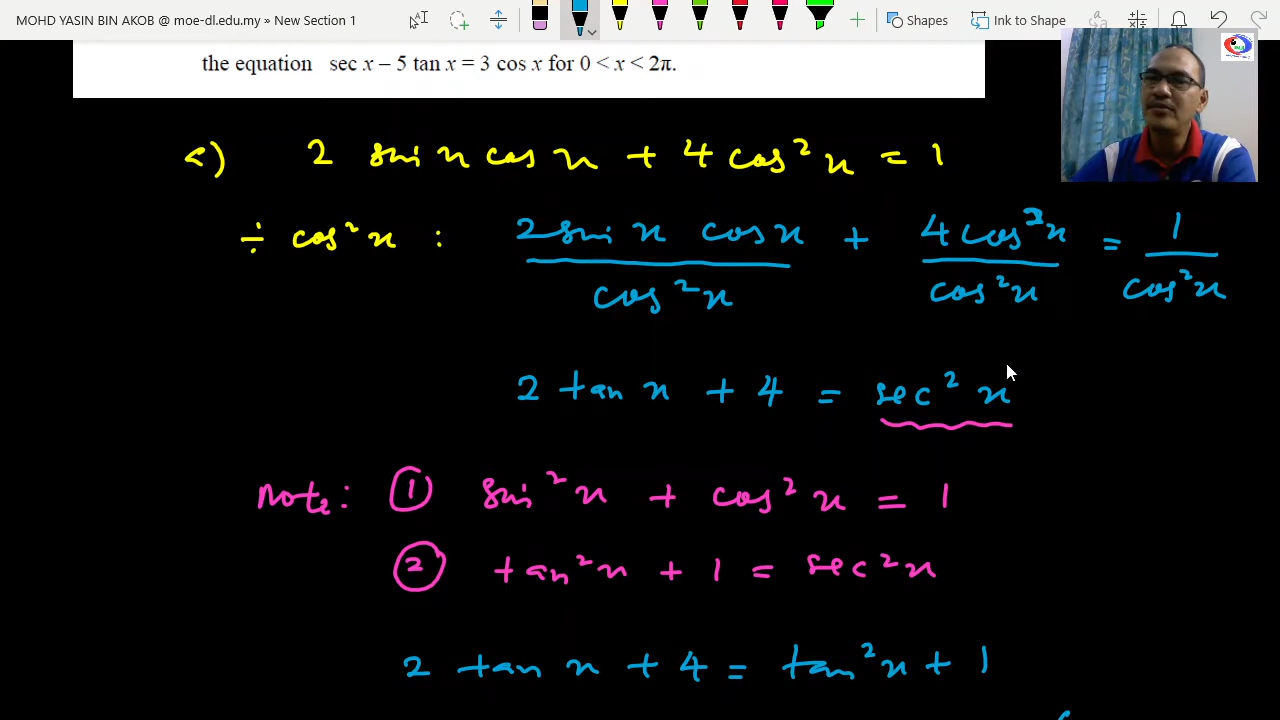 MOHD YASIN BIN AKOB @ moe-dl.edu.my » New Section 1
Shapes
Ink to Shape
the equation sec x – 5 tan x = 3 cos x for 0 < x < 2π.
c) 2 sin x cos x + 4 cos² x = 1
÷ cos² x : (2 sin x cos x)/(cos² x) + (4 cos² x)/(cos² x) = 1/(cos² x)
2 tan x + 4 = sec² x
Note: ① sin² x + cos² x = 1
② tan² x + 1 = sec² x
2 tan x + 4 = tan² x + 1